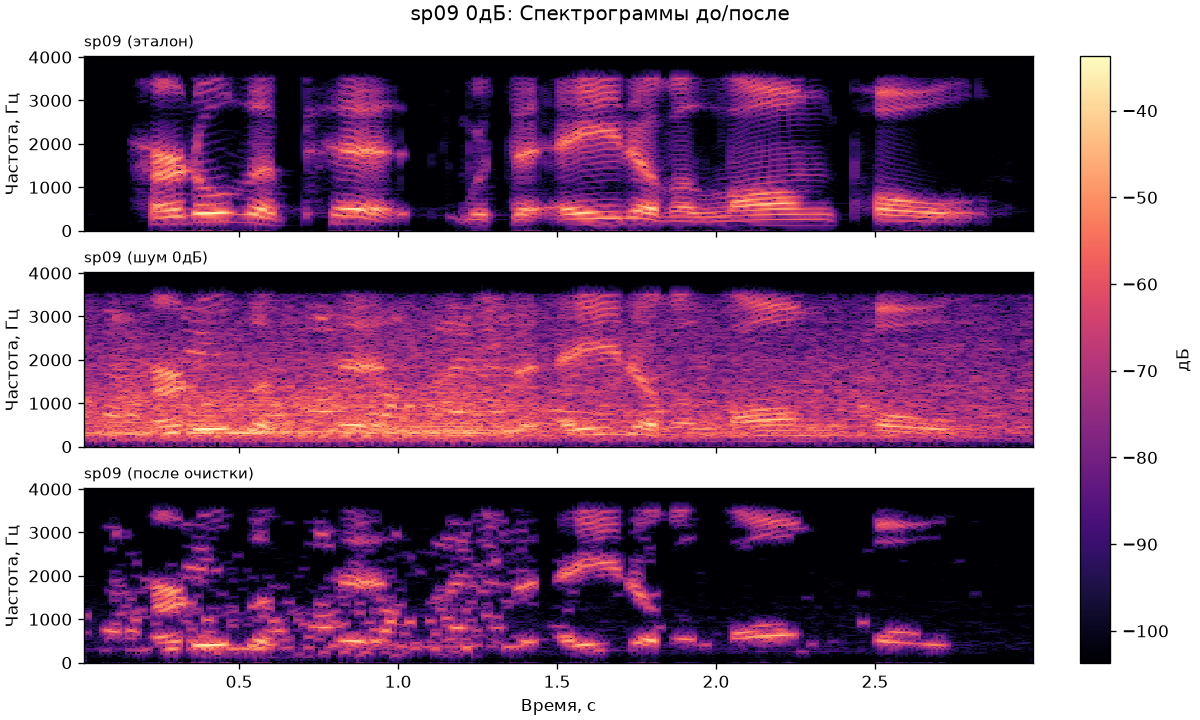 sp09 0дБ: Спектрограммы до/после
sp09 (эталон)
4000
3000
2000
1000
0
Частота, Гц
sp09 (шум 0дБ)
4000
3000
2000
1000
0
Частота, Гц
sp09 (после очистки)
4000
3000
2000
1000
0
Частота, Гц
0.5 1.0 1.5 2.0 2.5
Время, с
−40
−50
−60
−70
−80
−90
−100
дБ